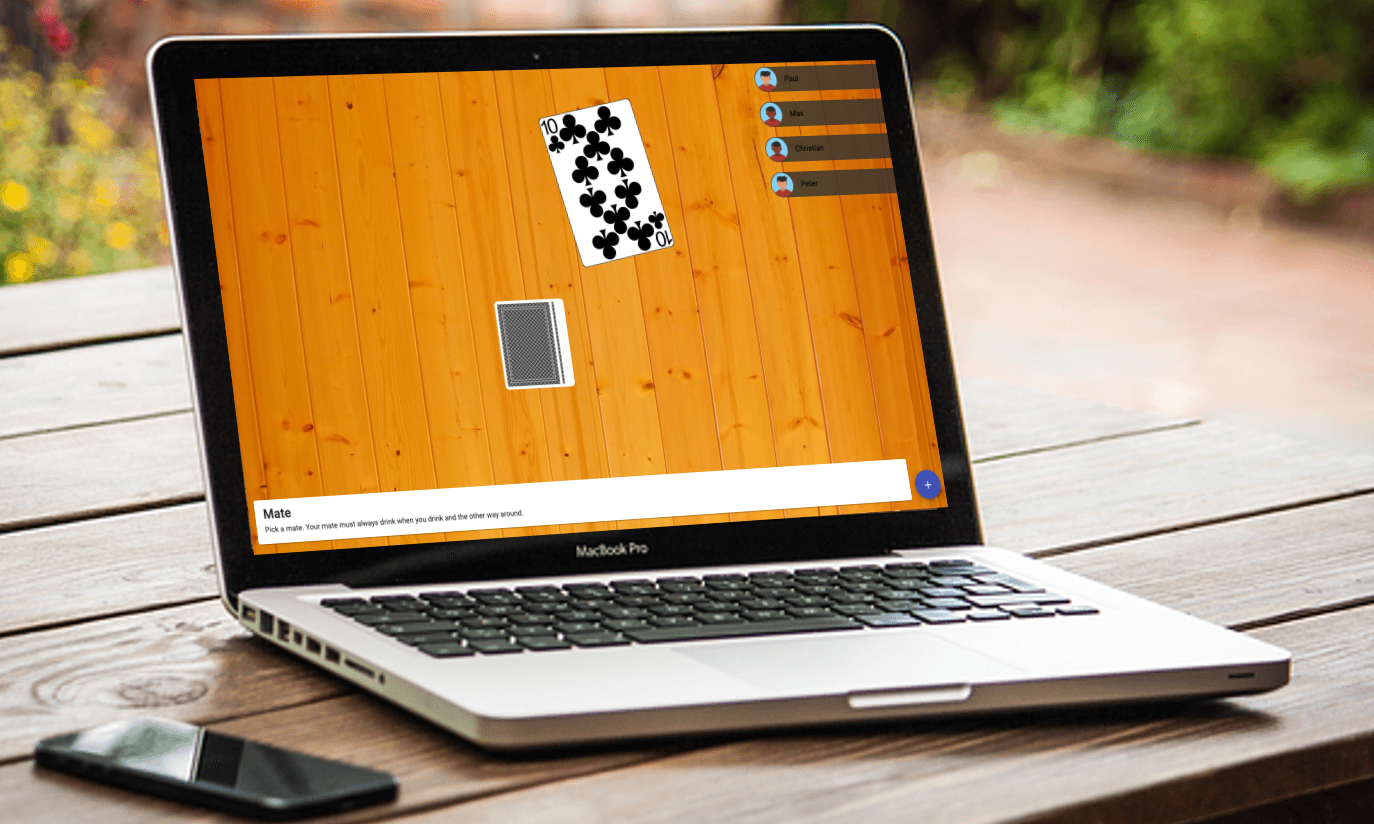 10
Paul
Max
Christian
Peter
10
Mate
Pick a mate. Your mate must always drink when you drink and the other way around.
+
MacBook Pro